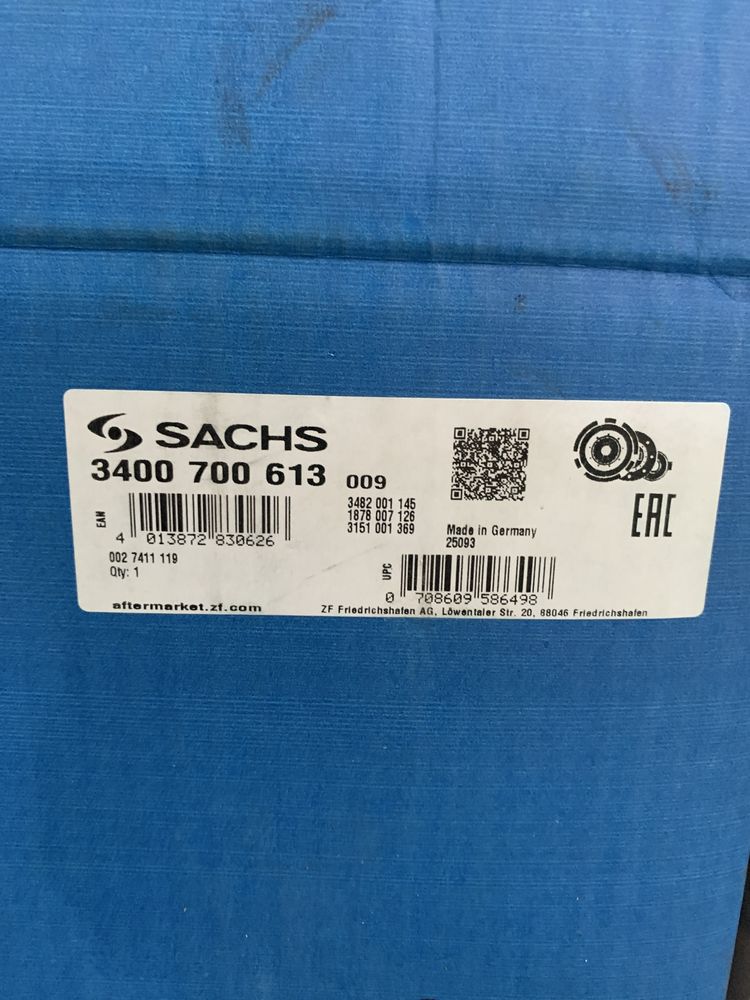 SACHS
3400 700 613 009
EAN
4 013872 830626
002 7411 119
Qty: 1
3482 001 145
1878 007 126
3151 001 369
Made in Germany
25093
EAC
UPC
0 708609 586498
aftermarket.zf.com
ZF Friedrichshafen AG, Löwentaler Str. 20, 88046 Friedrichshafen